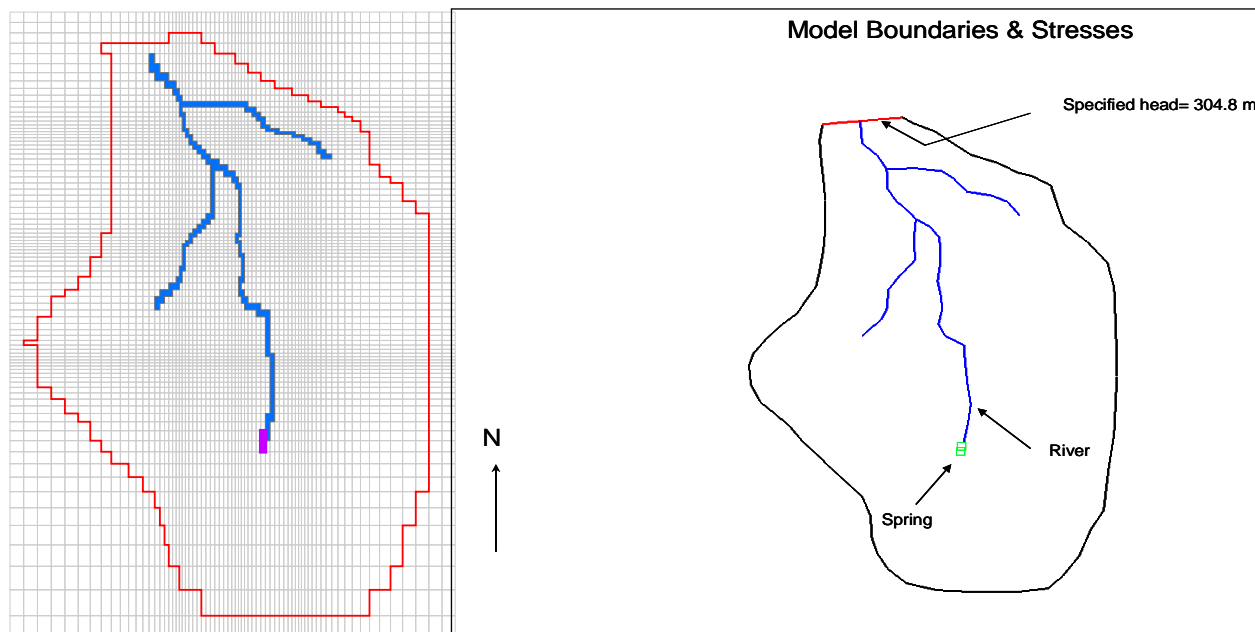 Model Boundaries & Stresses
Specified head= 304.8 m
N
River
Spring